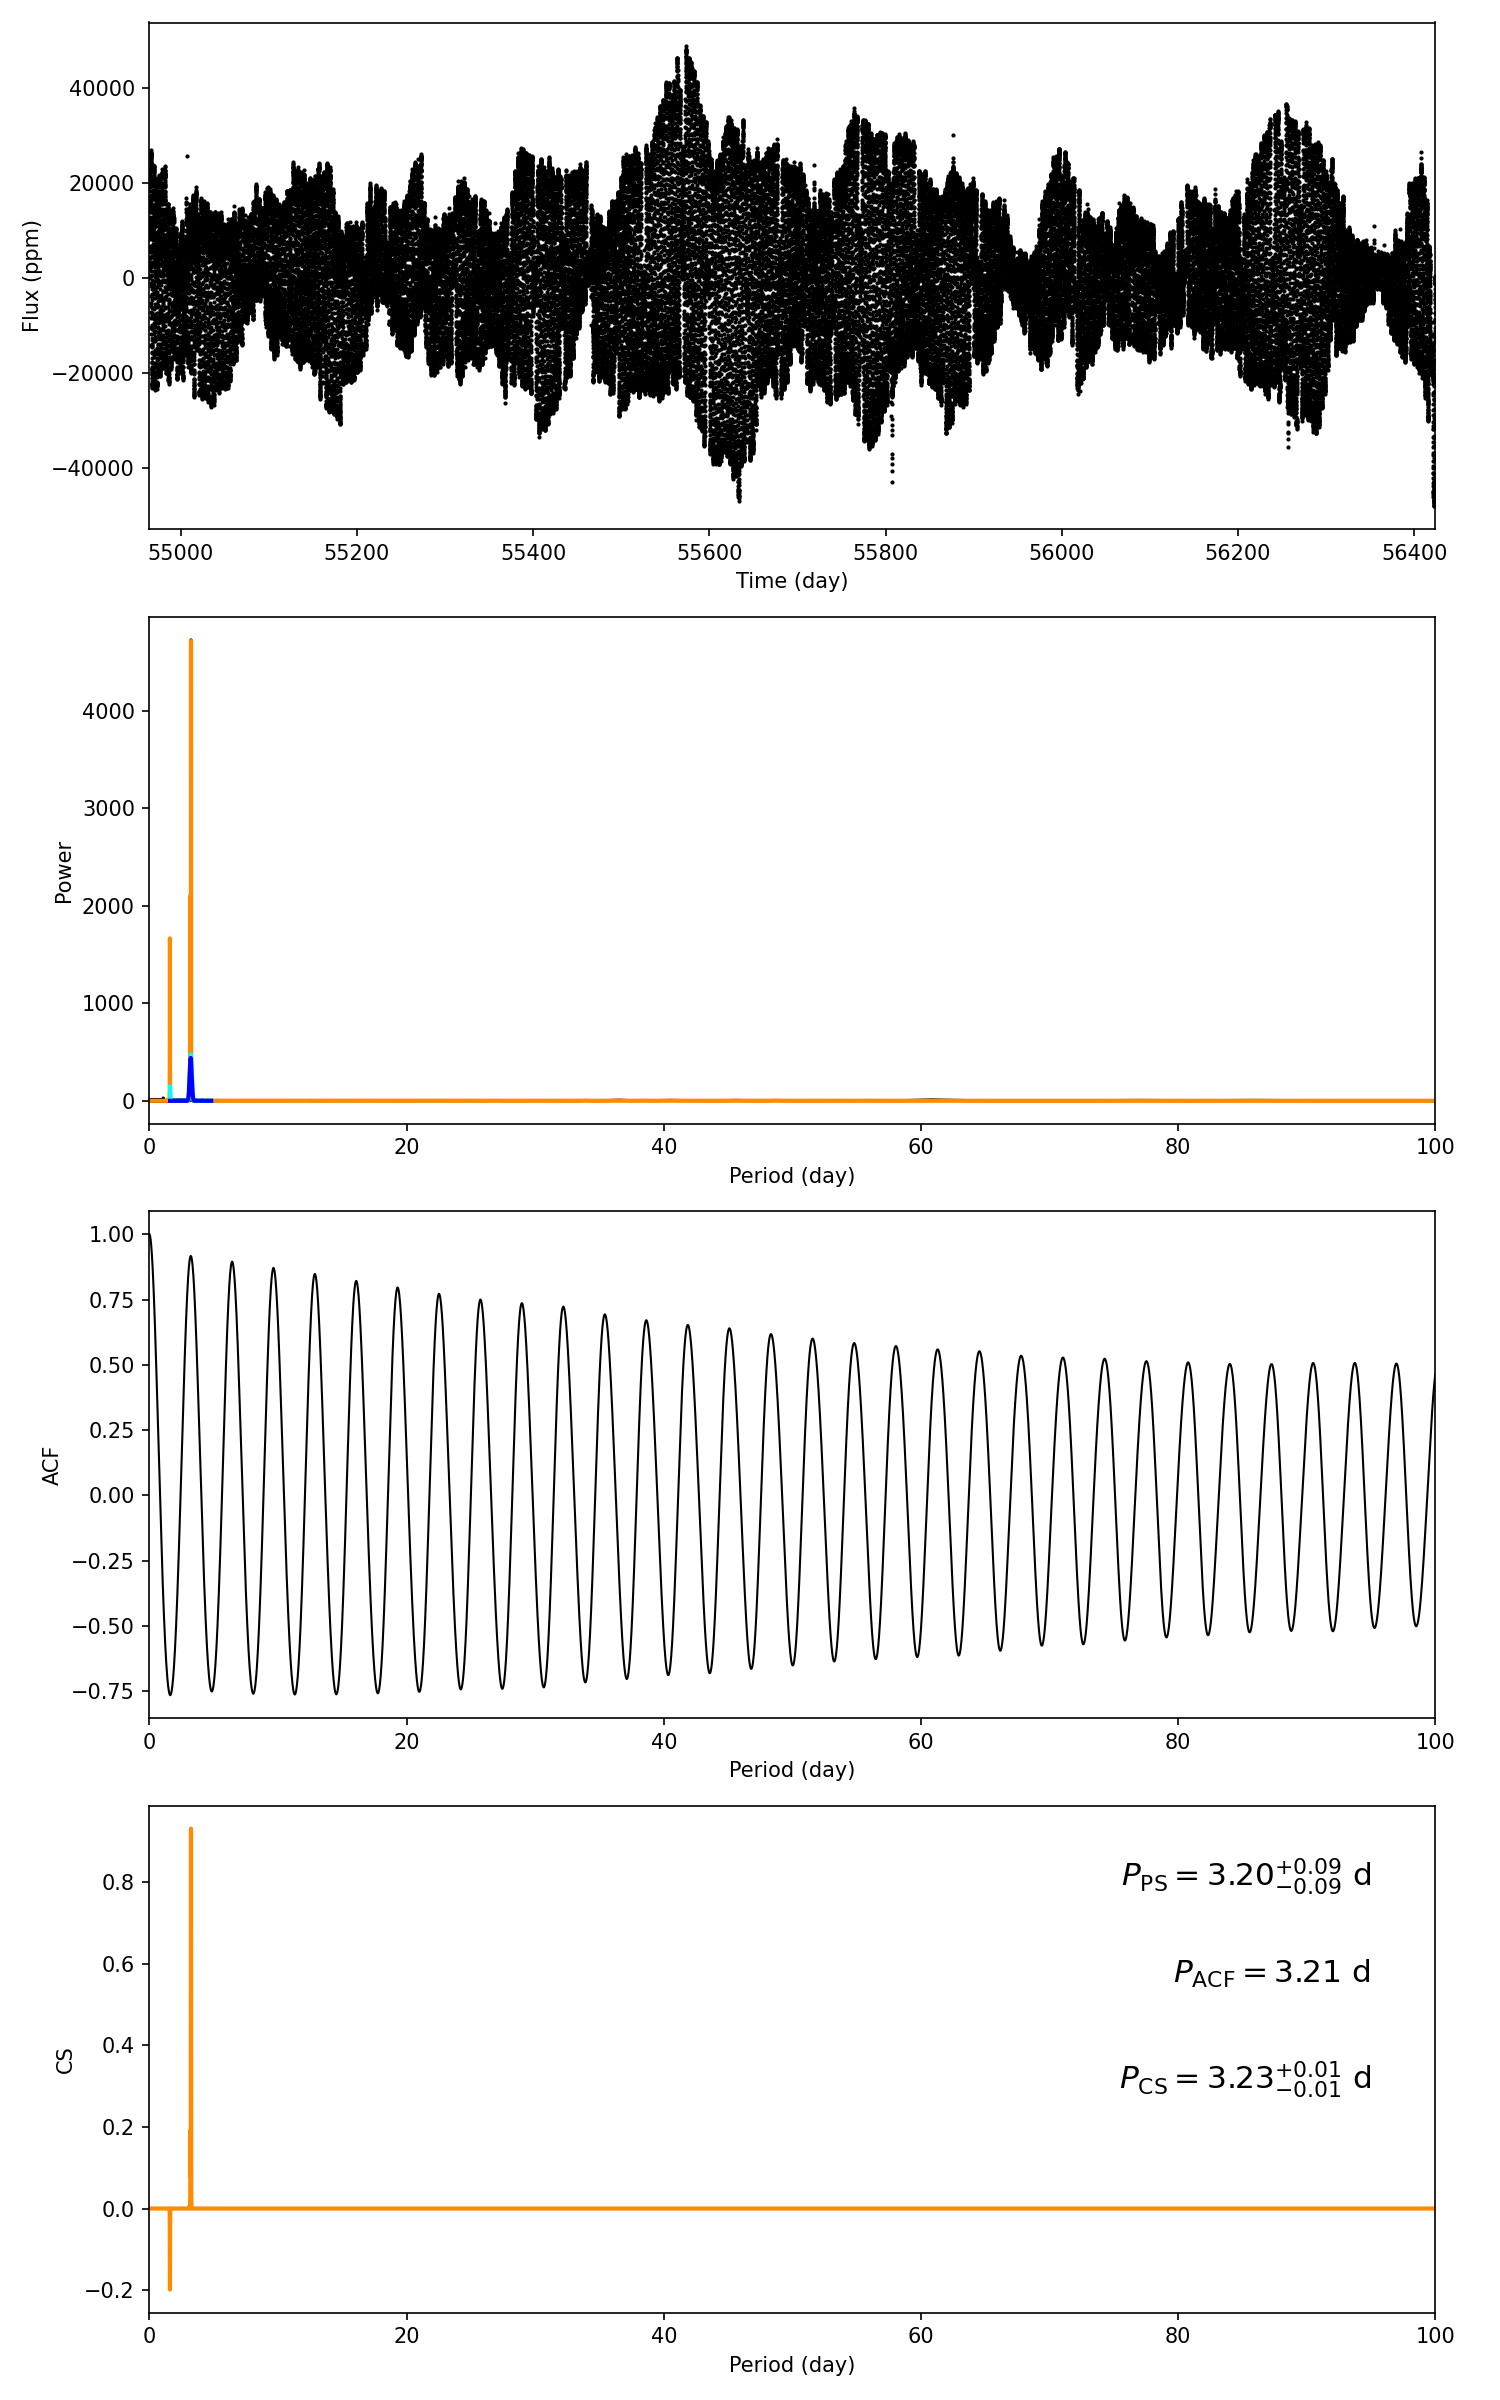 40000
20000
0
−20000
−40000
Flux (ppm)
55000 55200 55400 55600 55800 56000 56200 56400
Time (day)
4000
3000
2000
1000
0
Power
0 20 40 60 80 100
Period (day)
1.00
0.75
0.50
0.25
0.00
−0.25
−0.50
−0.75
ACF
0 20 40 60 80 100
Period (day)
0.8
0.6
0.4
0.2
0.0
−0.2
CS
P_PS = 3.20^{+0.09}_{−0.09} d
P_ACF = 3.21 d
P_CS = 3.23^{+0.01}_{−0.01} d
0 20 40 60 80 100
Period (day)